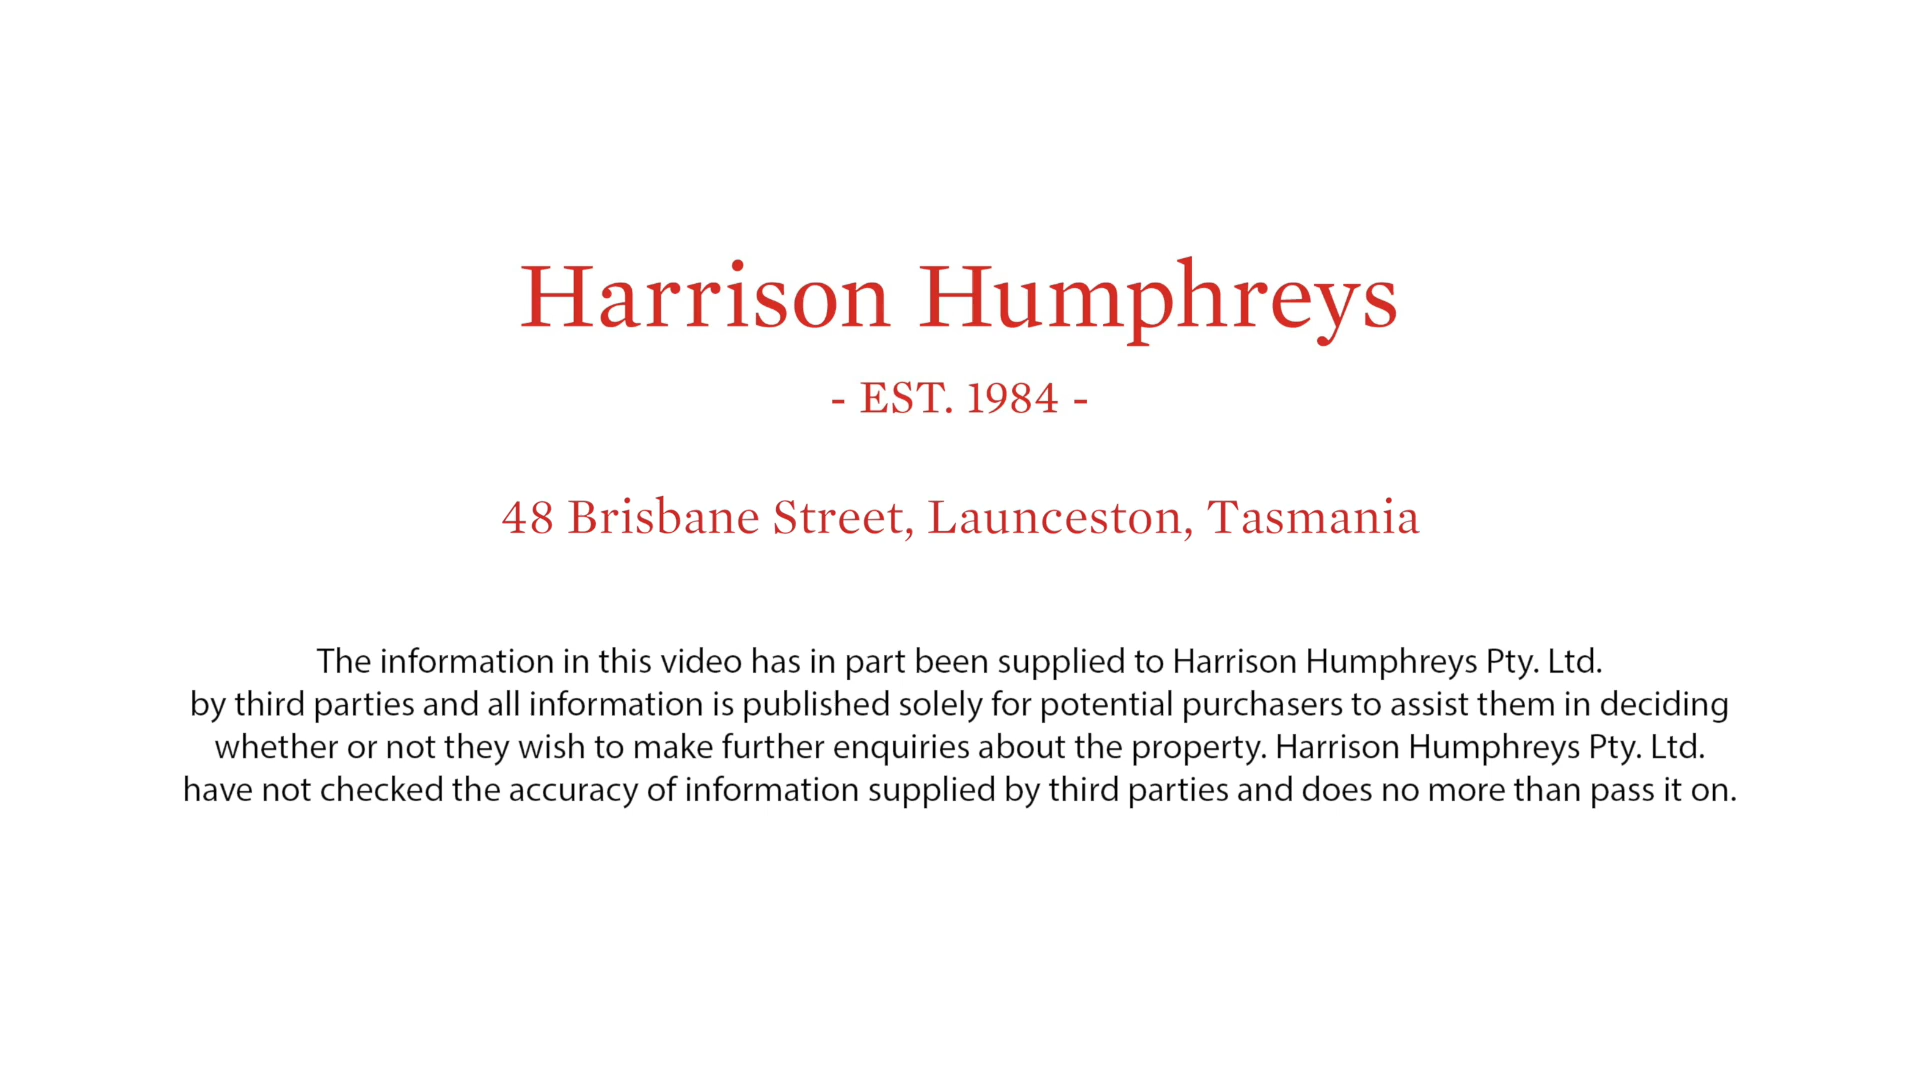 Harrison Humphreys
- EST. 1984 -
48 Brisbane Street, Launceston, Tasmania
The information in this video has in part been supplied to Harrison Humphreys Pty. Ltd.
by third parties and all information is published solely for potential purchasers to assist them in deciding
whether or not they wish to make further enquiries about the property. Harrison Humphreys Pty. Ltd.
have not checked the accuracy of information supplied by third parties and does no more than pass it on.